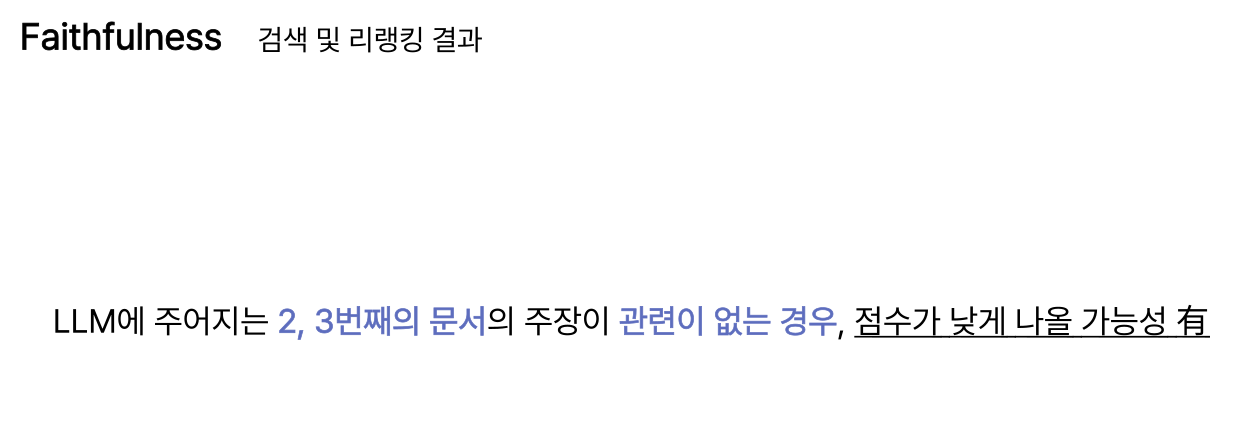 Faithfulness 검색 및 리랭킹 결과
LLM에 주어지는 2, 3번째의 문서의 주장이 관련이 없는 경우, 점수가 낮게 나올 가능성 有